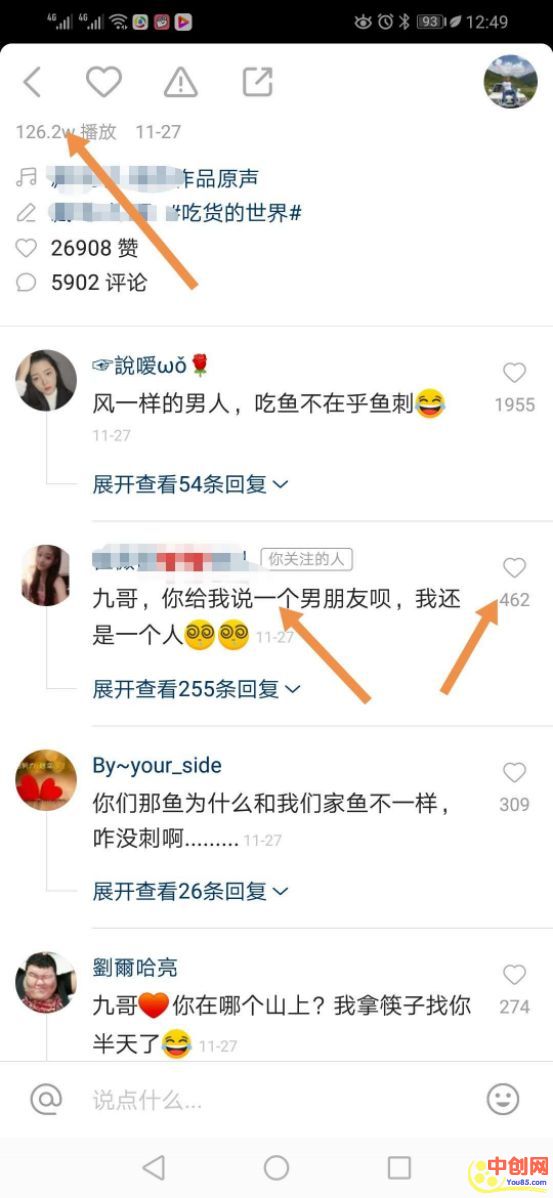 4G 4G 93 12:49
126.2w 播放 11-27
作品原声
#吃货的世界#
26908 赞
5902 评论
☞說嗳ωǒ🌹
风一样的男人，吃鱼不在乎鱼刺😂
1955
11-27
展开查看54条回复
你关注的人
九哥，你给我说一个男朋友呗，我还
462
是一个人😵😵 11-27
展开查看255条回复
By~your_side
你们那鱼为什么和我们家鱼不一样，
309
咋没刺啊......... 11-27
展开查看26条回复
劉爾哈亮
九哥❤️你在哪个山上？我拿筷子找你
274
半天了😂 11-27
@ 说点什么...
中创网
You85.com